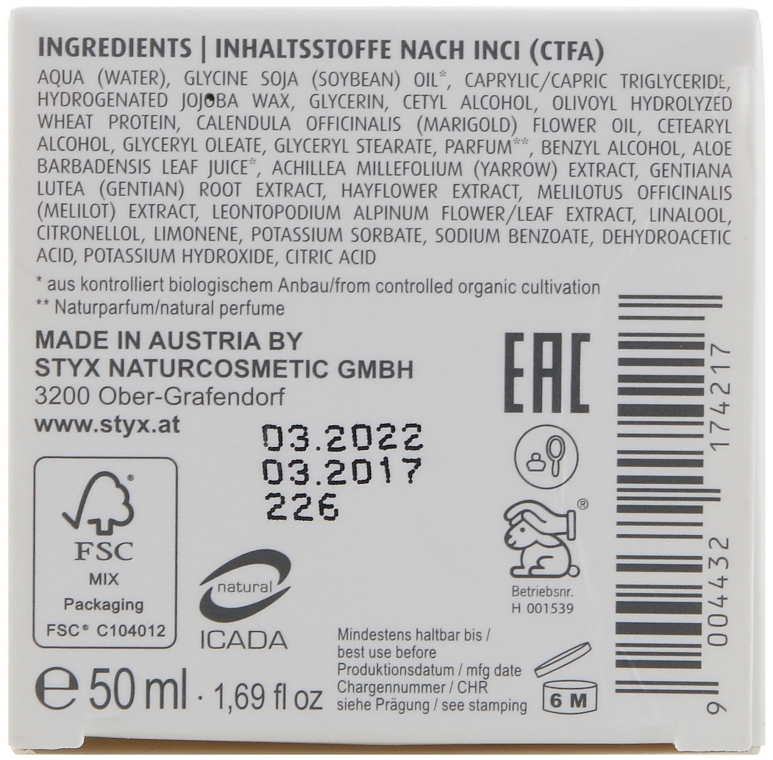 INGREDIENTS | INHALTSSTOFFE NACH INCI (CTFA)
AQUA (WATER), GLYCINE SOJA (SOYBEAN) OIL*, CAPRYLIC/CAPRIC TRIGLYCERIDE,
HYDROGENATED JOJOBA WAX, GLYCERIN, CETYL ALCOHOL, OLIVOYL HYDROLYZED
WHEAT PROTEIN, CALENDULA OFFICINALIS (MARIGOLD) FLOWER OIL, CETEARYL
ALCOHOL, GLYCERYL OLEATE, GLYCERYL STEARATE, PARFUM**, BENZYL ALCOHOL, ALOE
BARBADENSIS LEAF JUICE*, ACHILLEA MILLEFOLIUM (YARROW) EXTRACT, GENTIANA
LUTEA (GENTIAN) ROOT EXTRACT, HAYFLOWER EXTRACT, MELILOTUS OFFICINALIS
(MELILOT) EXTRACT, LEONTOPODIUM ALPINUM FLOWER/LEAF EXTRACT, LINALOOL,
CITRONELLOL, LIMONENE, POTASSIUM SORBATE, SODIUM BENZOATE, DEHYDROACETIC
ACID, POTASSIUM HYDROXIDE, CITRIC ACID
* aus kontrolliert biologischem Anbau/from controlled organic cultivation
** Naturparfum/natural perfume
MADE IN AUSTRIA BY
STYX NATURCOSMETIC GMBH
3200 Ober-Grafendorf
www.styx.at
03.2022
03.2017
226
EAC
FSC
MIX
Packaging
FSC® C104012
natural
ICADA
®
Betriebsnr.
H 001539
Mindestens haltbar bis /
best use before
Produktionsdatum / mfg date
Chargennummer / CHR
siehe Prägung / see stamping
6 M
e 50 ml · 1,69 fl oz
9 004432 174217